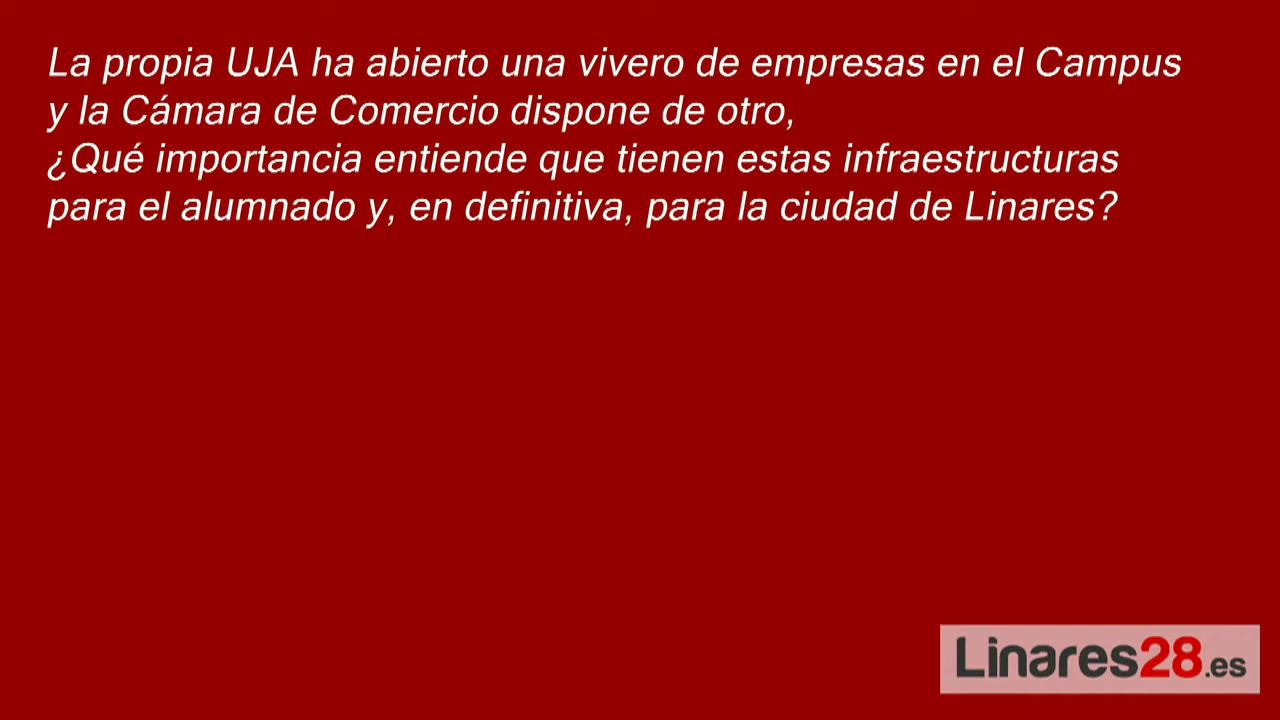 La propia UJA ha abierto una vivero de empresas en el Campus
y la Cámara de Comercio dispone de otro,
¿Qué importancia entiende que tienen estas infraestructuras
para el alumnado y, en definitiva, para la ciudad de Linares?
Linares28.es